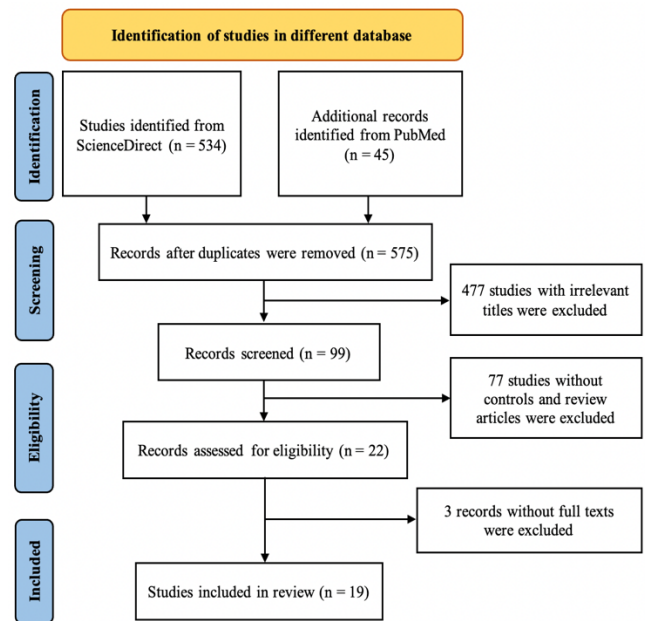 Identification of studies in different database
Identification
Studies identified from
ScienceDirect (n = 534)
Additional records
identified from PubMed
(n = 45)
Screening
Records after duplicates were removed (n = 575)
477 studies with irrelevant
titles were excluded
Records screened (n = 99)
Eligibility
77 studies without
controls and review
articles were excluded
Records assessed for eligibility (n = 22)
3 records without full texts
were excluded
Included
Studies included in review (n = 19)